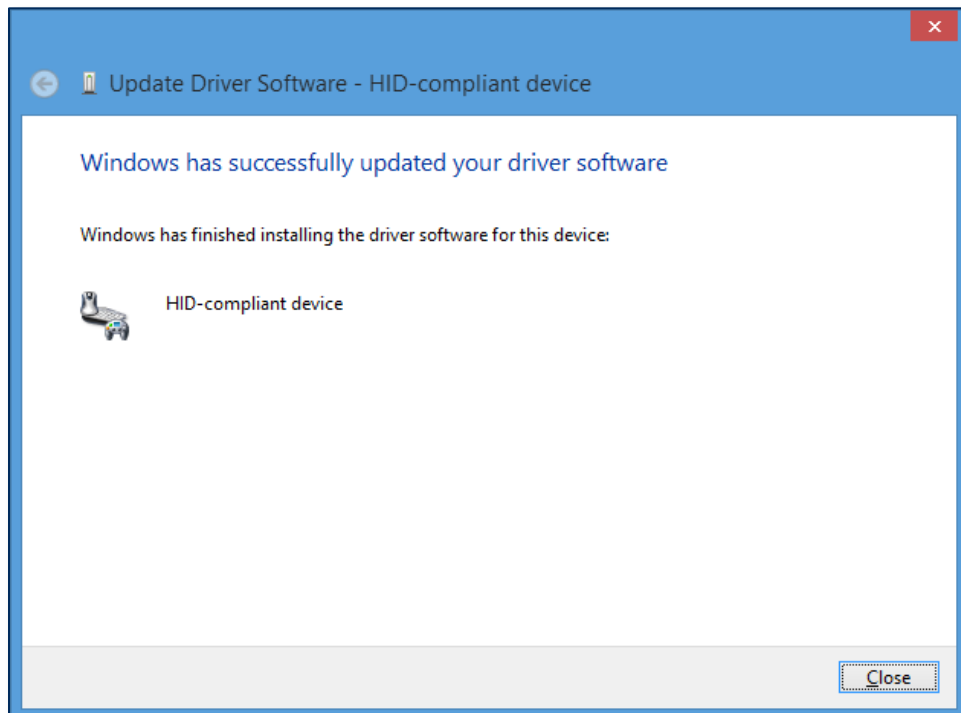 Update Driver Software - HID-compliant device
Windows has successfully updated your driver software
Windows has finished installing the driver software for this device:
HID-compliant device
Close